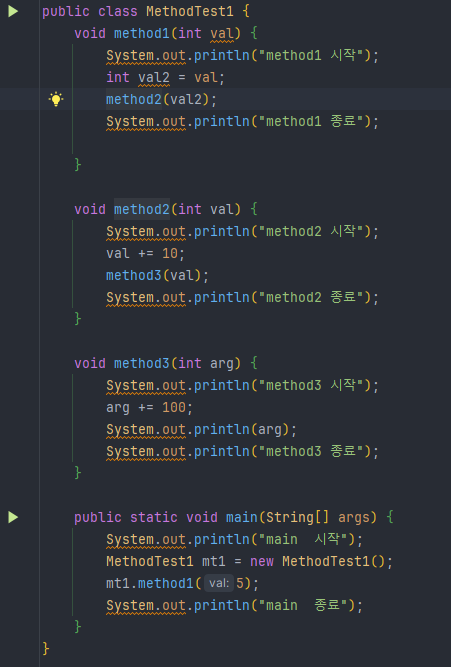 public class MethodTest1 {
    void method1(int val) {
        System.out.println("method1 시작");
        int val2 = val;
        method2(val2);
        System.out.println("method1 종료");
    }
    void method2(int val) {
        System.out.println("method2 시작");
        val += 10;
        method3(val);
        System.out.println("method2 종료");
    }
    void method3(int arg) {
        System.out.println("method3 시작");
        arg += 100;
        System.out.println(arg);
        System.out.println("method3 종료");
    }
    public static void main(String[] args) {
        System.out.println("main  시작");
        MethodTest1 mt1 = new MethodTest1();
        mt1.method1( val: 5);
        System.out.println("main  종료");
    }
}